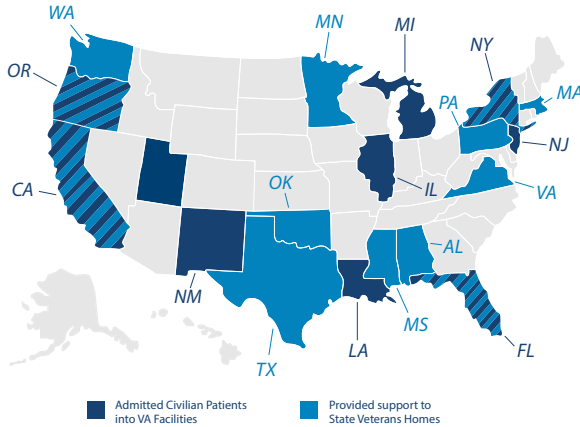 WA
MN
MI
NY
OR
MA
PA
NJ
CA
OK
IL
VA
AL
NM
MS
LA
FL
TX
Admitted Civilian Patients
into VA Facilities
Provided support to
State Veterans Homes